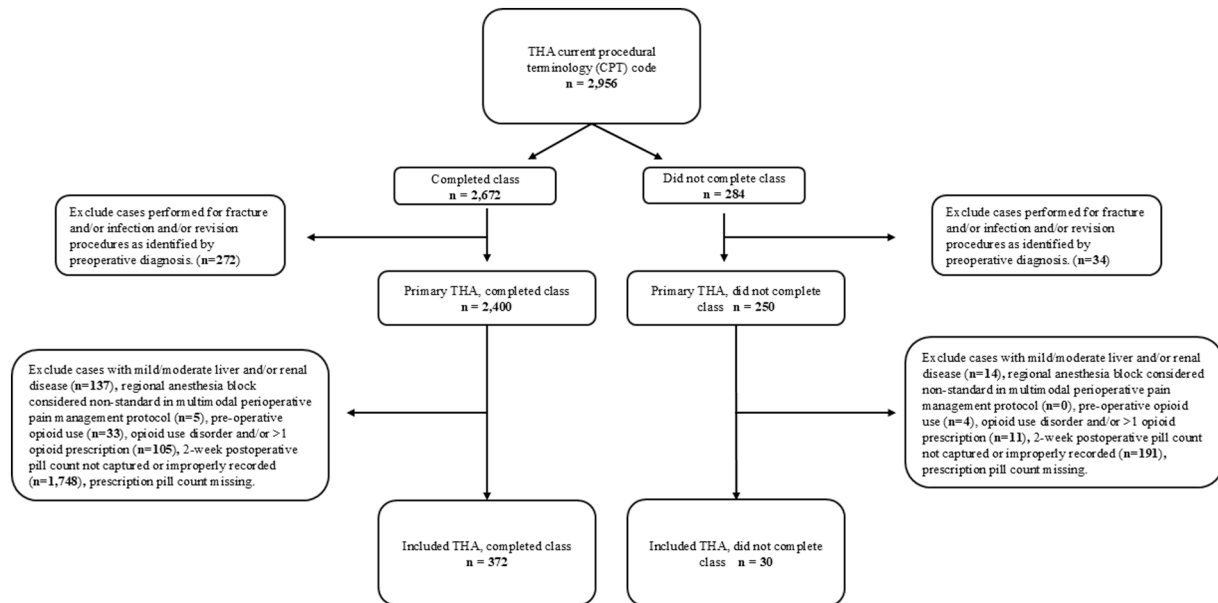 THA current procedural
terminology (CPT) code
n = 2,956
Completed class
n = 2,672
Did not complete class
n = 284
Exclude cases performed for fracture
and/or infection and/or revision
procedures as identified by
preoperative diagnosis. (n=272)
Exclude cases performed for fracture
and/or infection and/or revision
procedures as identified by
preoperative diagnosis. (n=34)
Primary THA, completed class
n = 2,400
Primary THA, did not complete
class n = 250
Exclude cases with mild/moderate liver and/or renal
disease (n=137), regional anesthesia block
considered non-standard in multimodal perioperative
pain management protocol (n=5), pre-operative
opioid use (n=33), opioid use disorder and/or >1
opioid prescription (n=105), 2-week postoperative
pill count not captured or improperly recorded
(n=1,748), prescription pill count missing.
Exclude cases with mild/moderate liver and/or renal
disease (n=14), regional anesthesia block considered
non-standard in multimodal perioperative pain
management protocol (n=0), pre-operative opioid
use (n=4), opioid use disorder and/or >1 opioid
prescription (n=11), 2-week postoperative pill count
not captured or improperly recorded (n=191),
prescription pill count missing.
Included THA, completed class
n = 372
Included THA, did not complete
class n = 30